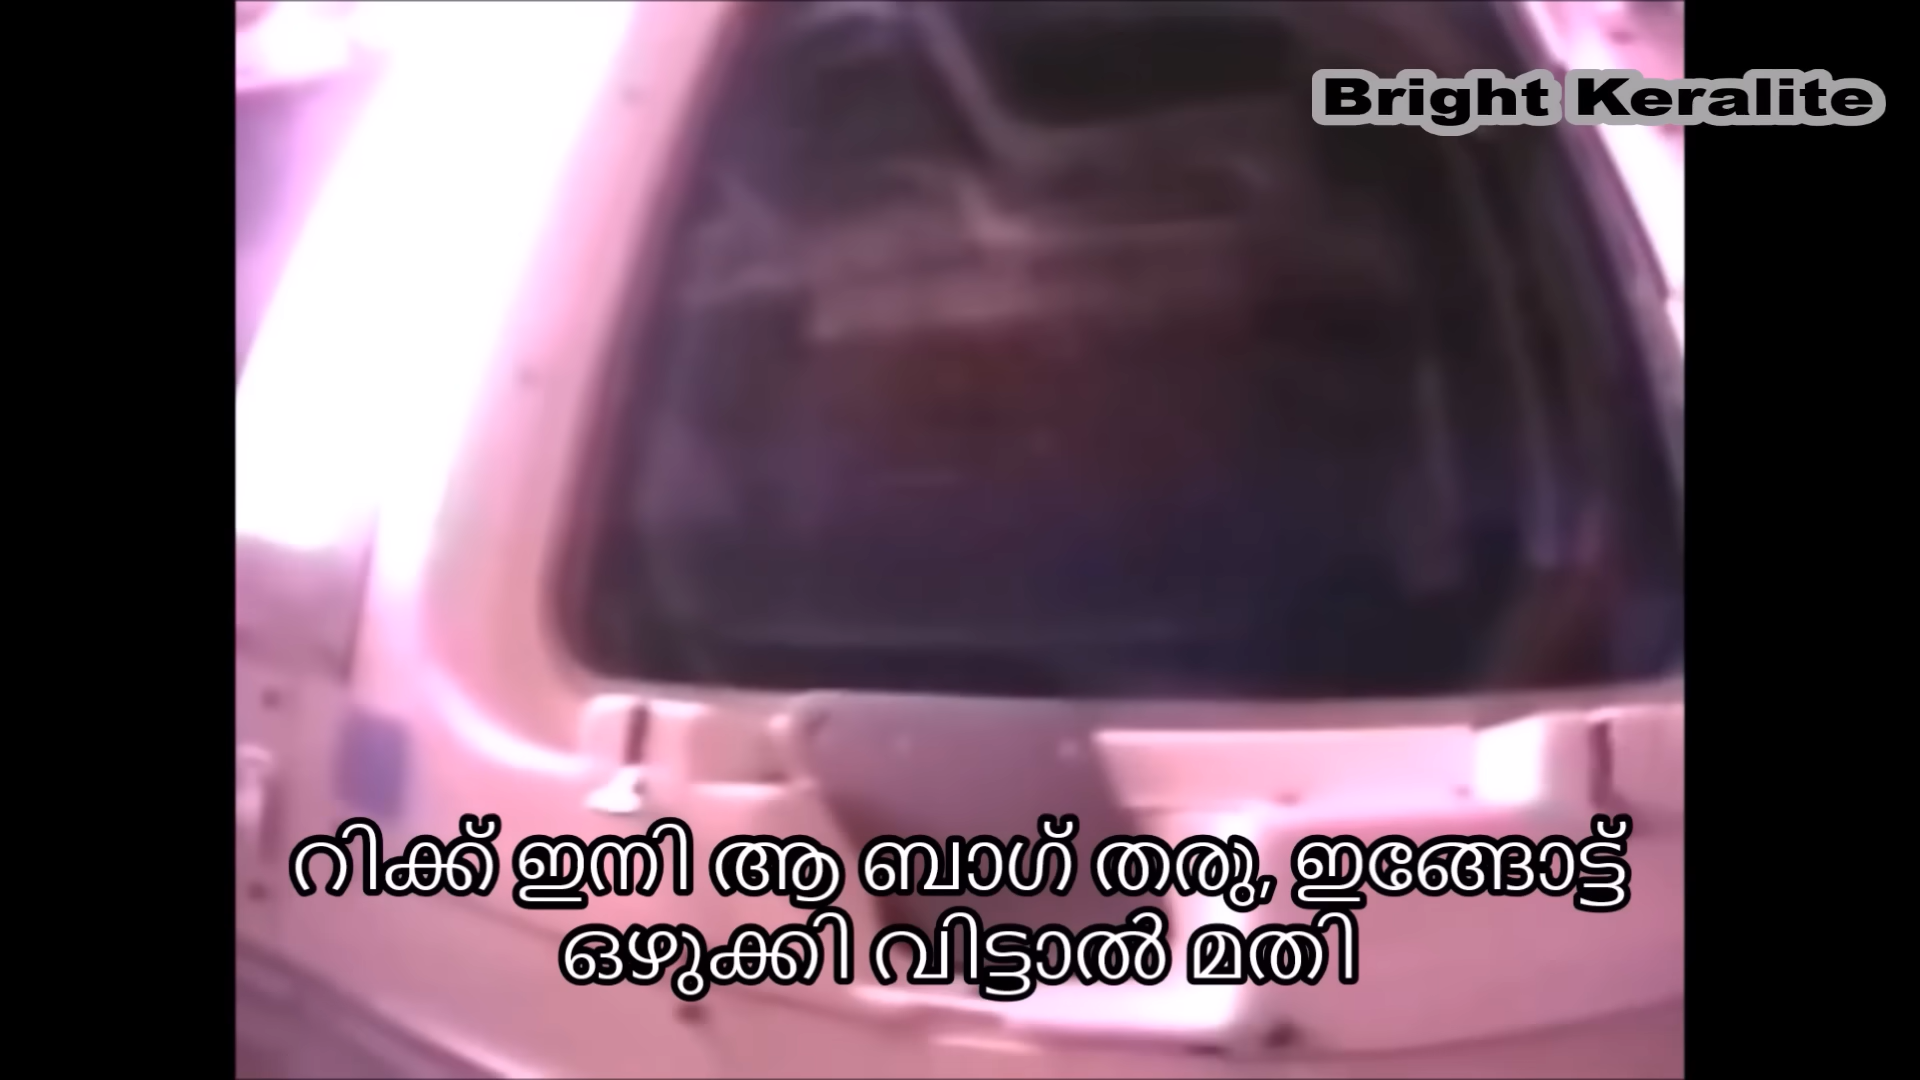 Bright Keralite
റിക്ക് ഇനി ആ ബാഗ് തരു, ഇങ്ങോട്ട്
ഒഴുക്കി വിട്ടാൽ മതി